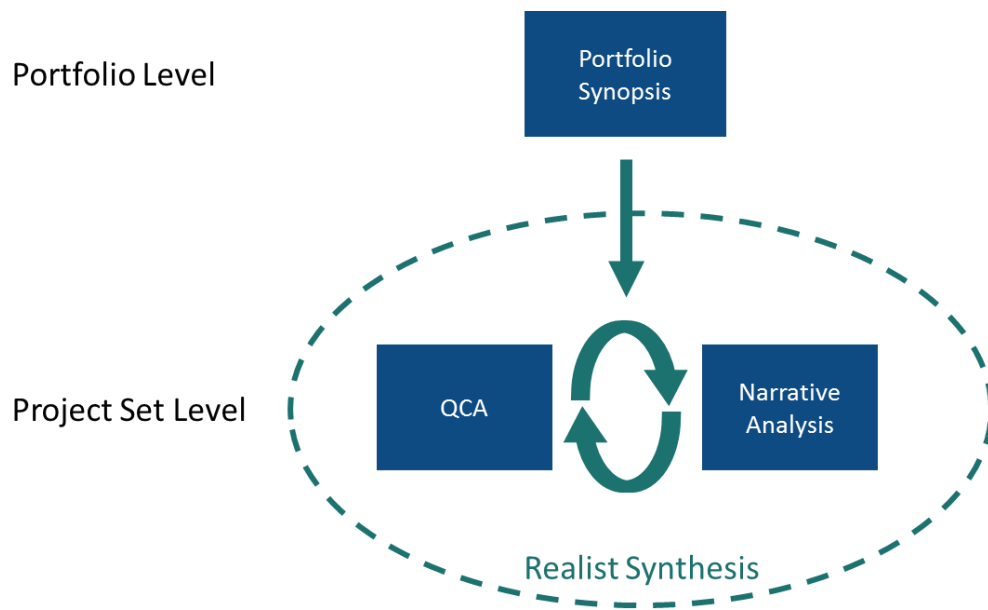 Portfolio Level
Portfolio
Synopsis
Project Set Level
QCA
Narrative
Analysis
Realist Synthesis